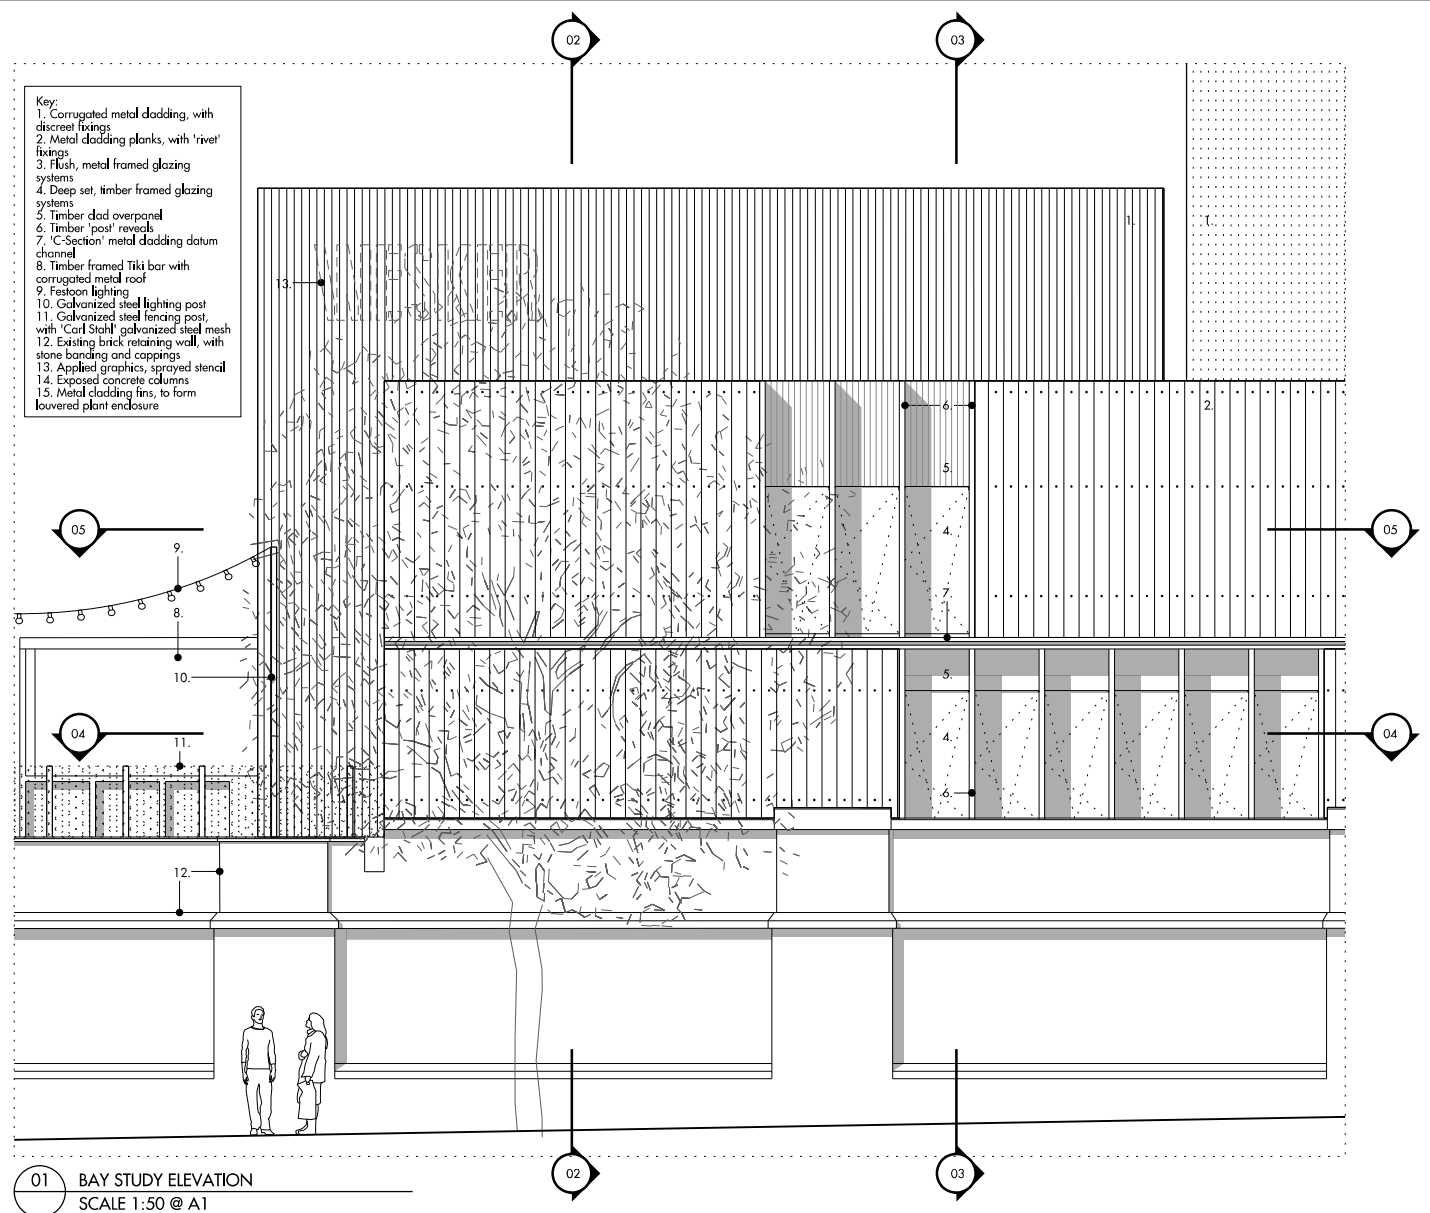 02
03
Key:
1. Corrugated metal cladding, with
discreet fixings
2. Metal cladding planks, with 'rivet'
fixings
3. Flush, metal framed glazing
systems
4. Deep set, timber framed glazing
systems
5. Timber clad overpanel
6. Timber 'post' reveals
7. 'C-Section' metal cladding datum
channel
8. Timber framed Tiki bar with
corrugated metal roof
9. Festoon lighting
10. Galvanized steel lighting post
11. Galvanized steel fencing post,
with 'Carl Stahl' galvanized steel mesh
12. Existing brick retaining wall, with
stone banding and cappings
13. Applied graphics, sprayed stencil
14. Exposed concrete columns
15. Metal cladding fins, to form
louvered plant enclosure
1.
1.
WESKER
13.
6.
2.
5.
05
4.
05
9.
7.
8.
10.
5.
04
11.
4.
04
6.
12.
01
BAY STUDY ELEVATION
SCALE 1:50 @ A1
02
03